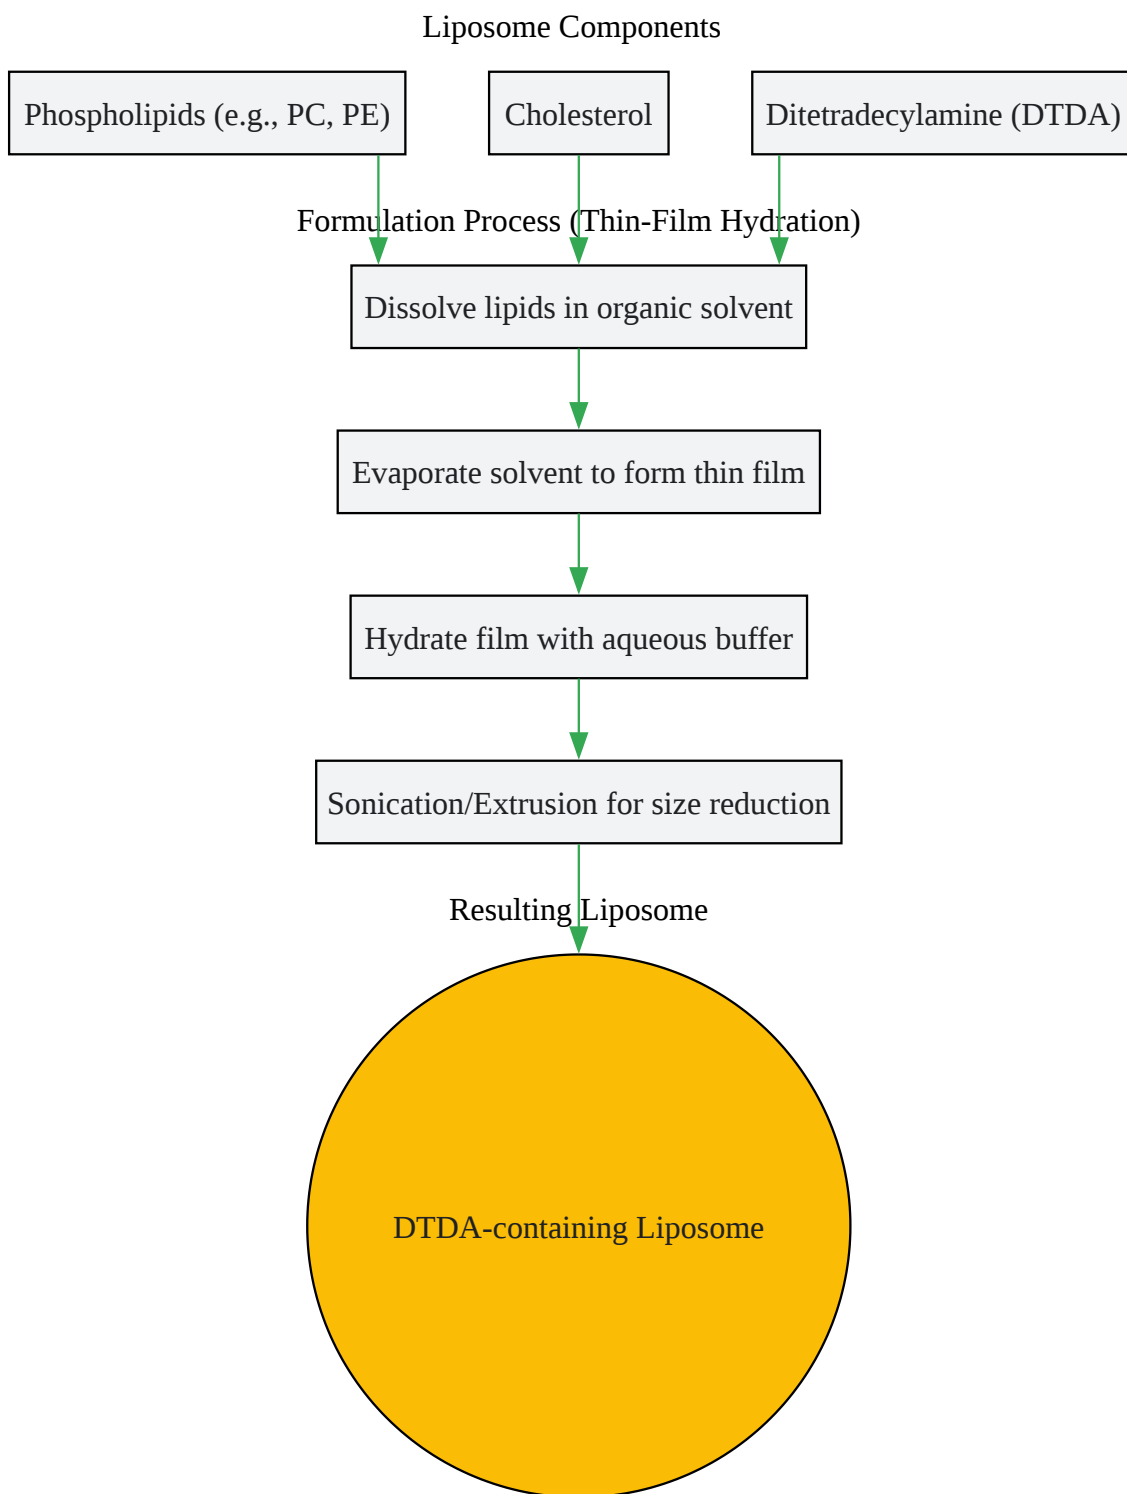 Liposome Components
Phospholipids (e.g., PC, PE)
Cholesterol
Ditetradecylamine (DTDA)
Formulation Process (Thin-Film Hydration)
Dissolve lipids in organic solvent
Evaporate solvent to form thin film
Hydrate film with aqueous buffer
Sonication/Extrusion for size reduction
Resulting Liposome
DTDA-containing Liposome